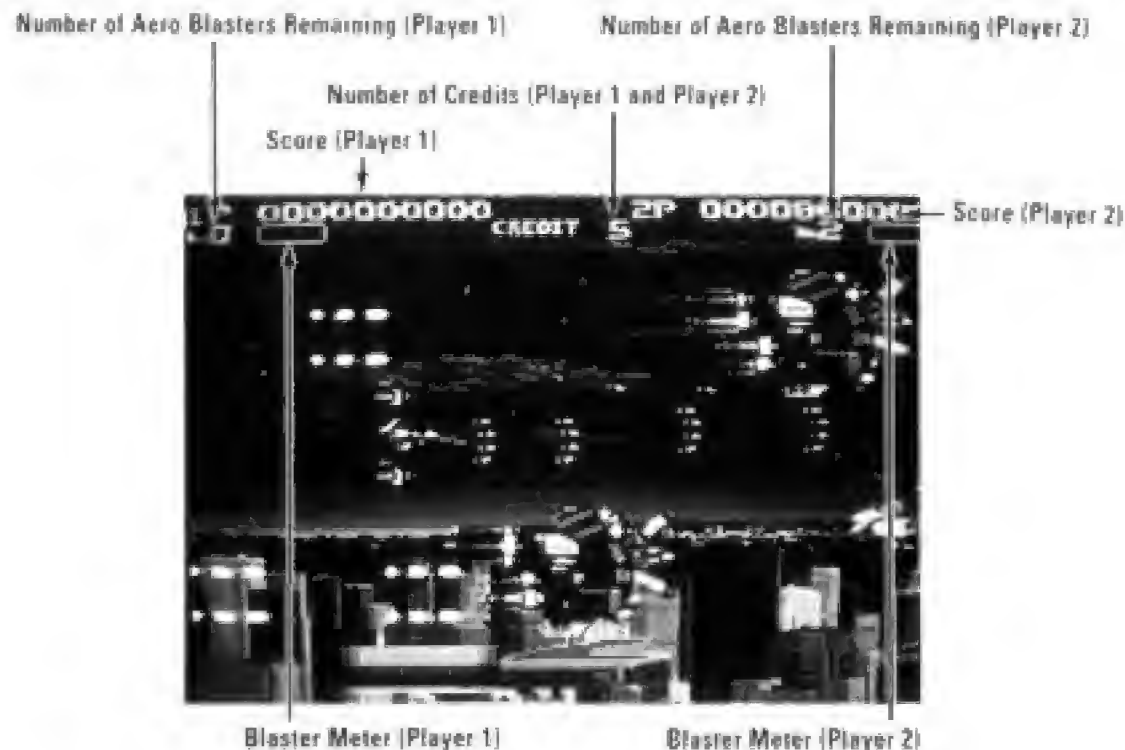 Number of Aero Blasters Remaining (Player 1)
Number of Aero Blasters Remaining (Player 2)
Number of Credits (Player 1 and Player 2)
Score (Player 1)
0000000000
2P
Score (Player 2)
CREDIT 5
Blaster Meter (Player 1)
Blaster Meter (Player 2)